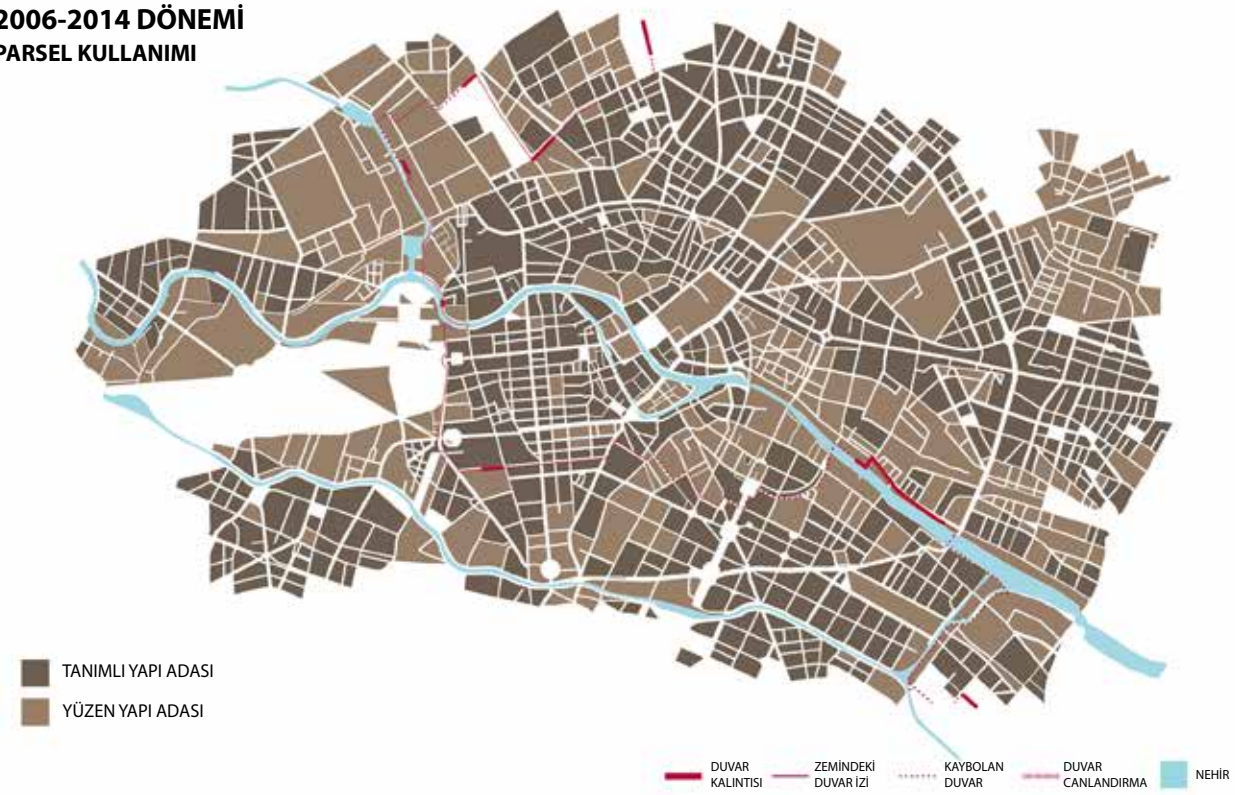 2006-2014 DÖNEMİ
PARSEL KULLANIMI
TANIMLI YAPI ADASI
YÜZEN YAPI ADASI
DUVAR
KALINTISI
ZEMİNDEKİ
DUVAR İZİ
KAYBOLAN
DUVAR
DUVAR
CANLANDIRMA
NEHİR